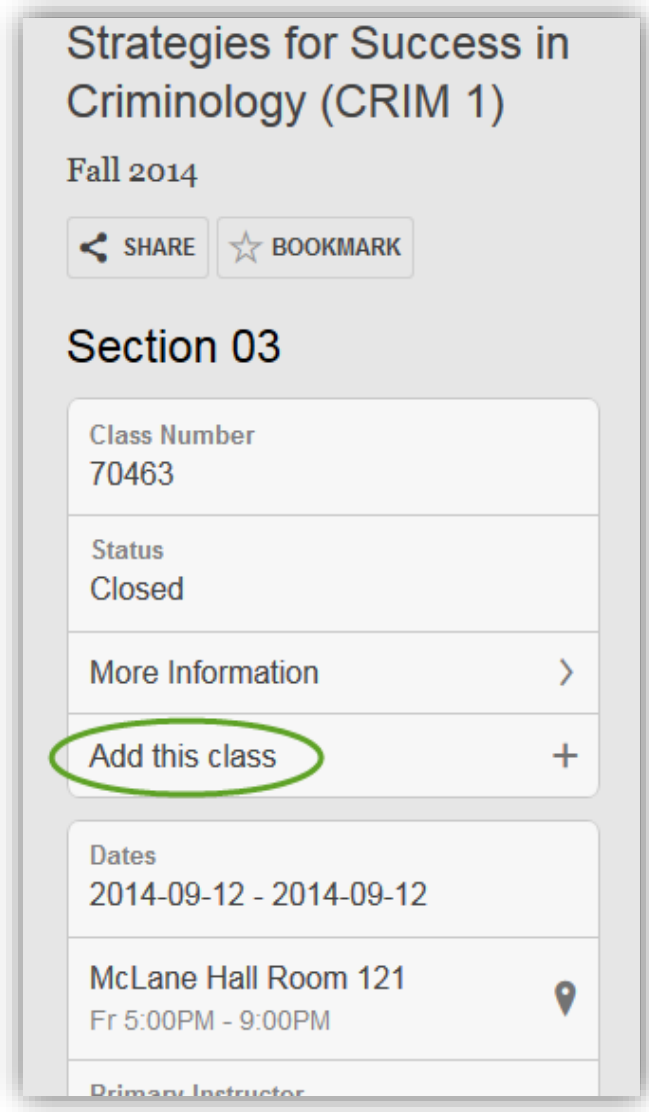 Strategies for Success in
Criminology (CRIM 1)
Fall 2014
SHARE BOOKMARK
Section 03
Class Number
70463
Status
Closed
More Information
Add this class
Dates
2014-09-12 - 2014-09-12
McLane Hall Room 121
Fr 5:00PM - 9:00PM
Primary Instructor